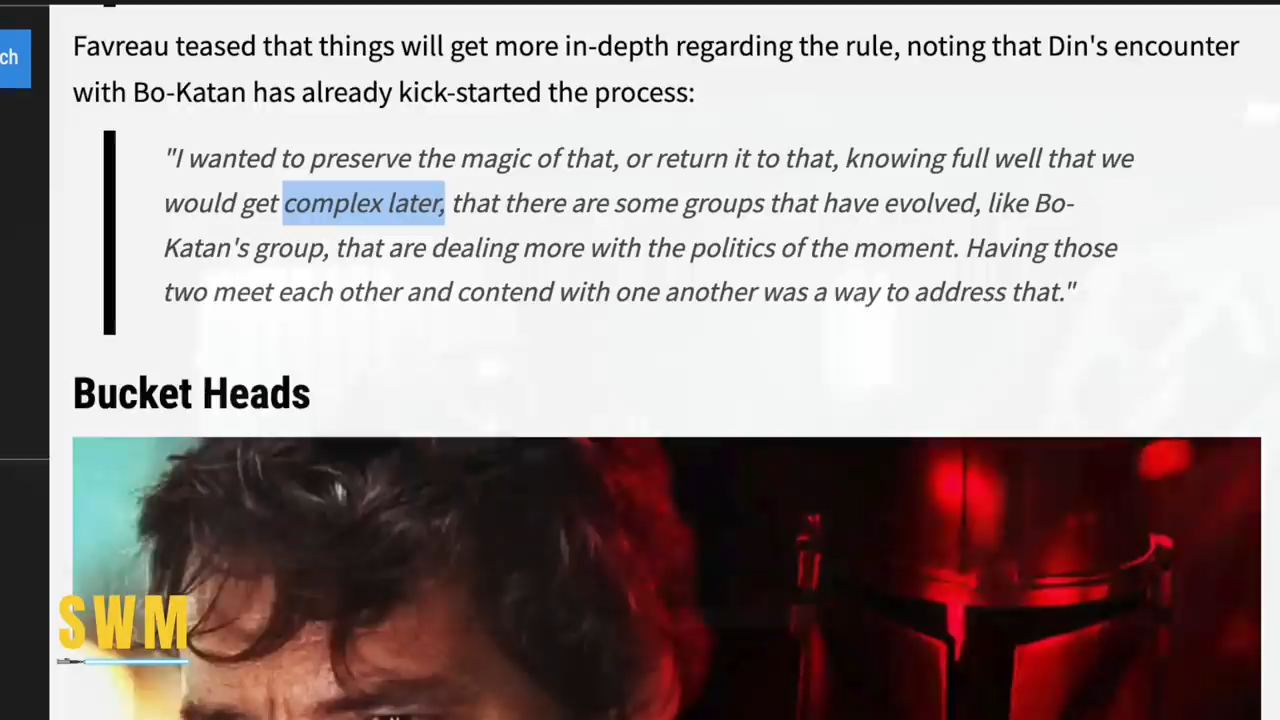 ch
Favreau teased that things will get more in-depth regarding the rule, noting that Din's encounter
with Bo-Katan has already kick-started the process:
"I wanted to preserve the magic of that, or return it to that, knowing full well that we
would get complex later, that there are some groups that have evolved, like Bo-
Katan's group, that are dealing more with the politics of the moment. Having those
two meet each other and contend with one another was a way to address that."
Bucket Heads
SWM